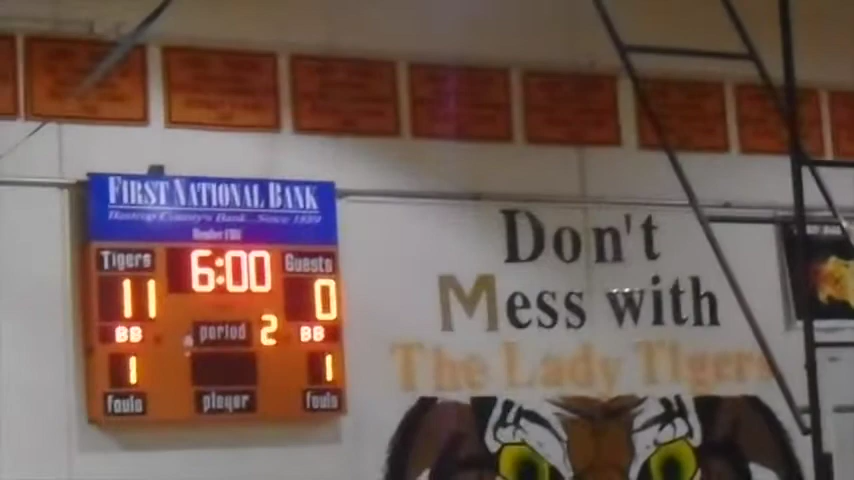 FIRST NATIONAL BANK
Bastrop County's Bank Since 1889
Member FDIC
Tigers 6:00 Guests
11 0
BB period 2 BB
1 1
fouls player fouls
Don't
Mess with
The Lady Tigers